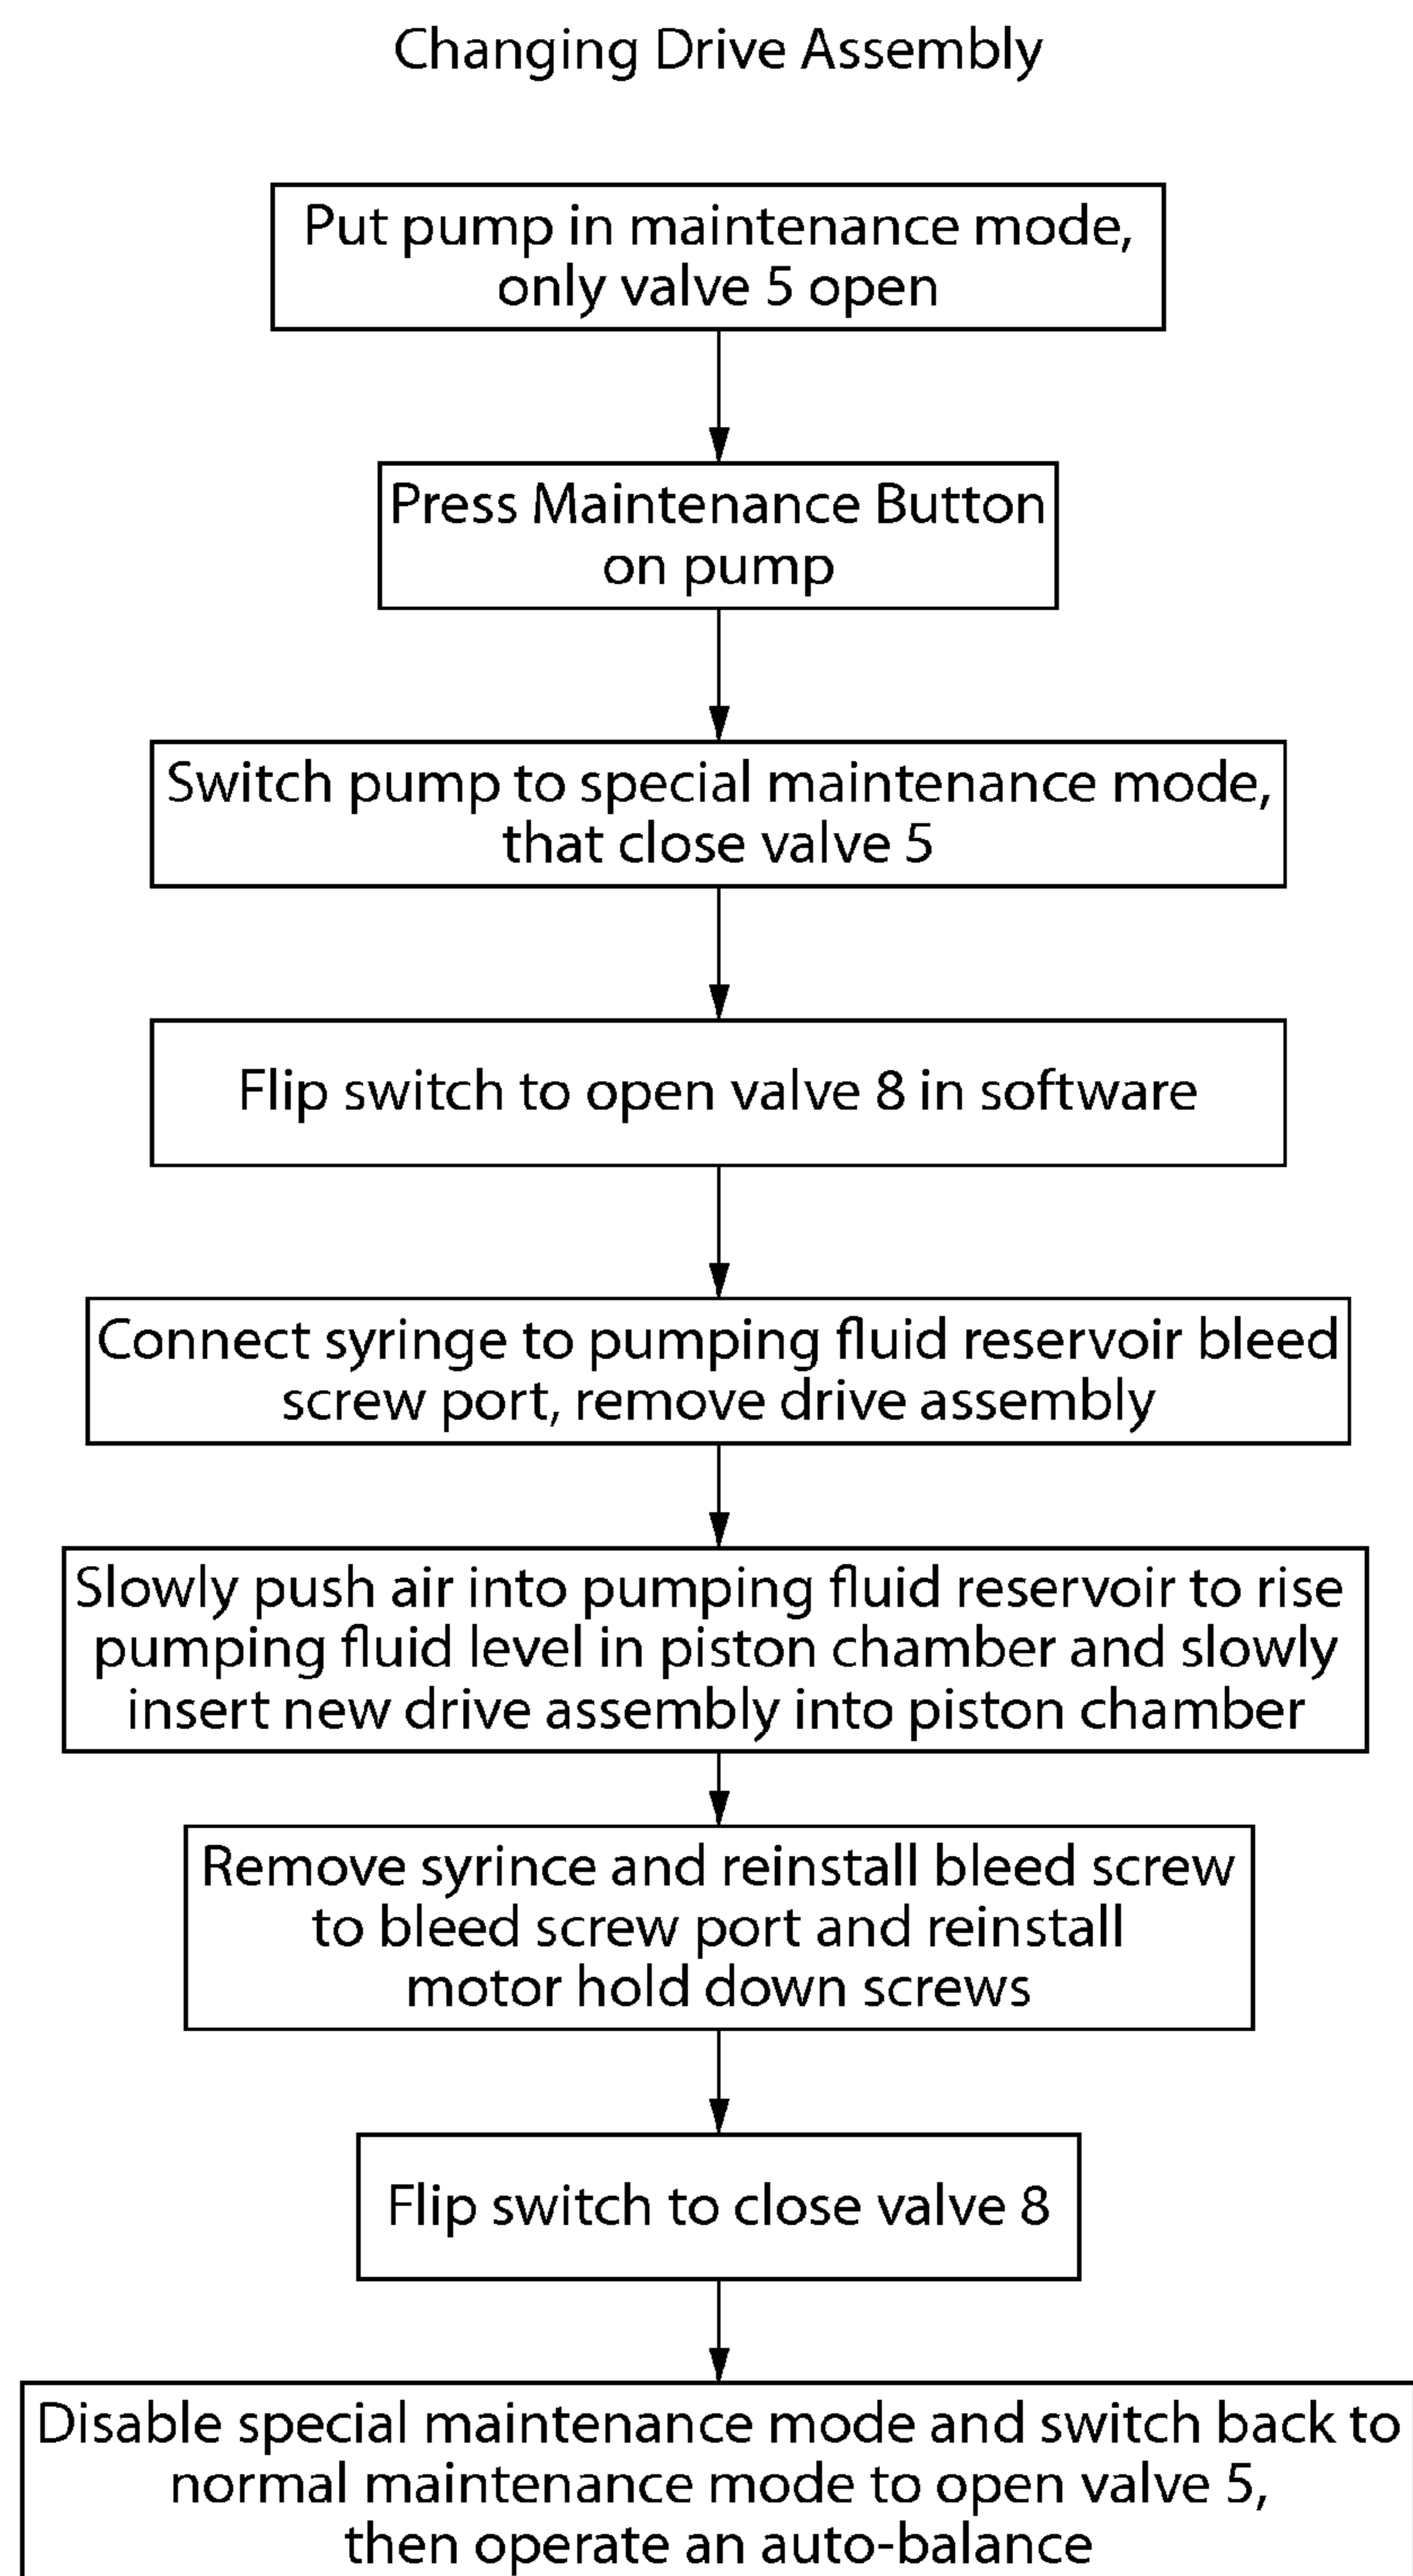 Changing Drive Assembly
Put pump in maintenance mode,
only valve 5 open
Press Maintenance Button
on pump
Switch pump to special maintenance mode,
that close valve 5
Flip switch to open valve 8 in software
Connect syringe to pumping fluid reservoir bleed
screw port, remove drive assembly
Slowly push air into pumping fluid reservoir to rise
pumping fluid level in piston chamber and slowly
insert new drive assembly into piston chamber
Remove syrince and reinstall bleed screw
to bleed screw port and reinstall
motor hold down screws
Flip switch to close valve 8
Disable special maintenance mode and switch back to
normal maintenance mode to open valve 5,
then operate an auto-balance